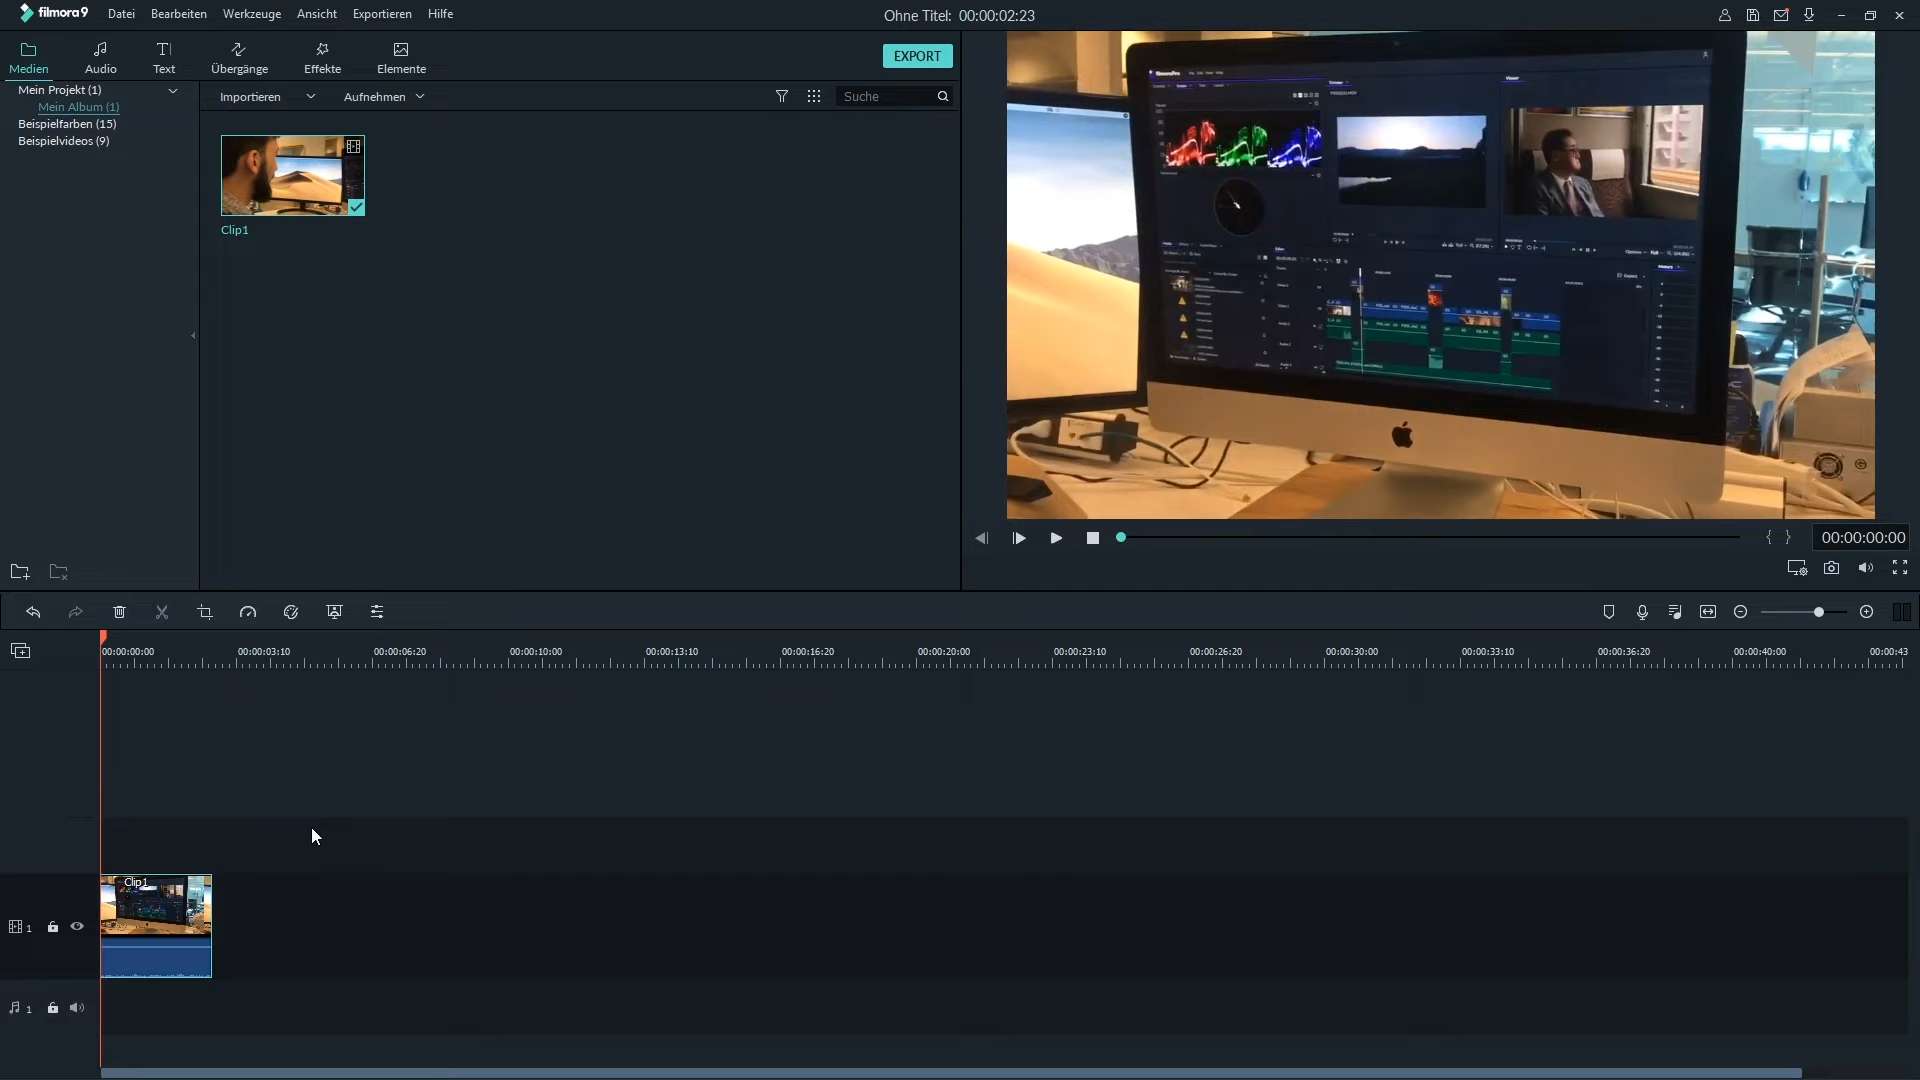 filmora9 Datei Bearbeiten Werkzeuge Ansicht Exportieren Hilfe
Ohne Titel: 00:00:02:23
Medien Audio Text Übergänge Effekte Elemente
EXPORT
Mein Projekt (1)
Mein Album (1)
Beispielfarben (15)
Beispielvideos (9)
Importieren Aufnehmen Suche
Clip1
00:00:00:00
00:00:00:00 00:00:03:10 00:00:06:20 00:00:10:00 00:00:13:10 00:00:16:20 00:00:20:00 00:00:23:10 00:00:26:20 00:00:30:00 00:00:33:10 00:00:36:20 00:00:40:00 00:00:43
Clip1
1
1